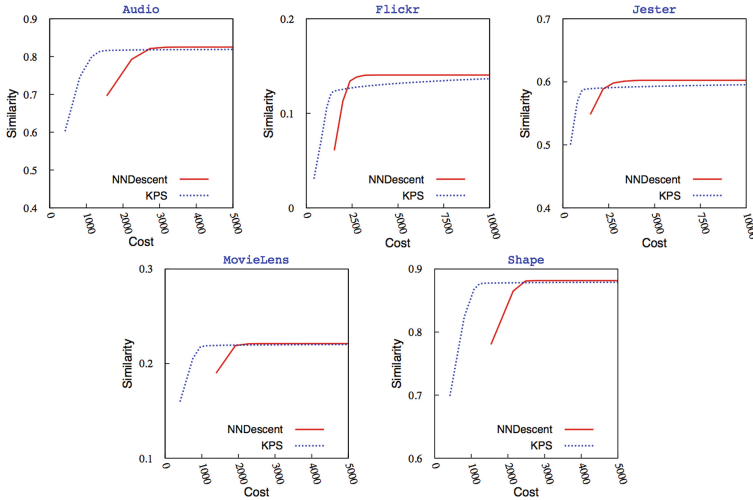 Audio
Similarity
0.9
0.8
0.7
0.6
0.5
0.4
NNDescent
KPS
0
1000
2000
3000
4000
5000
Cost
Flickr
Similarity
0.2
0.1
0
NNDescent
KPS
0
2500
5000
7500
10000
Cost
Jester
Similarity
0.7
0.6
0.5
0.4
NNDescent
KPS
0
2500
5000
7500
10000
Cost
MovieLens
Similarity
0.3
0.2
0.1
NNDescent
KPS
0
1000
2000
3000
4000
5000
Cost
Shape
Similarity
0.9
0.8
0.7
0.6
NNDescent
KPS
0
1000
2000
3000
4000
5000
Cost